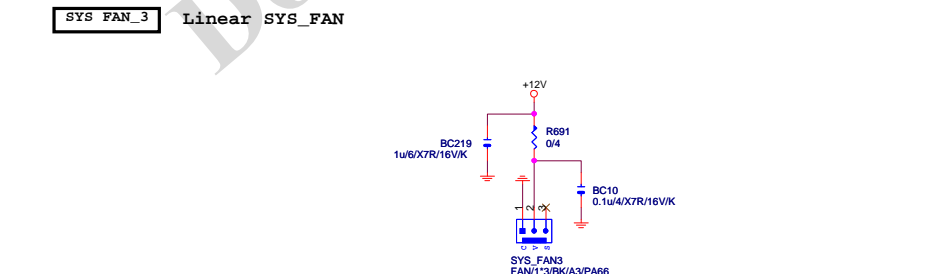 SYS FAN_3 Linear SYS_FAN
+12V
R691
0/4
BC219
1u/6/X7R/16V/K
BC10
0.1u/4/X7R/16V/K
1 2 3
C V S
SYS_FAN3
FAN/1*3/BK/A3/PA66